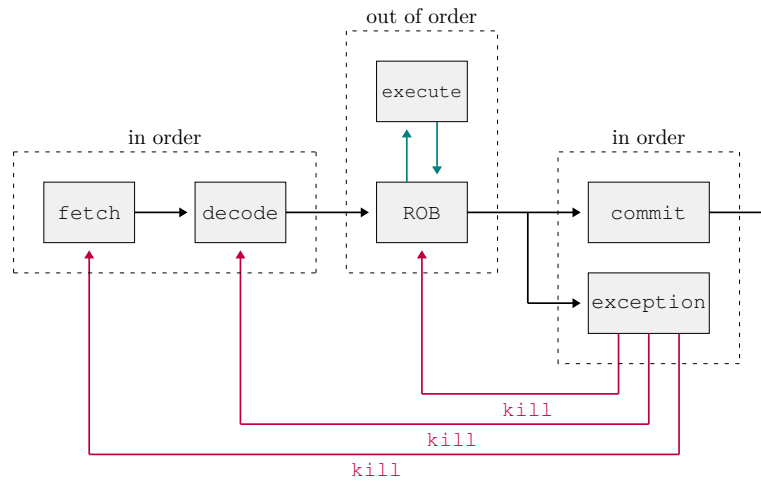 out of order
execute
in order
in order
fetch
decode
ROB
commit
exception
kill
kill
kill